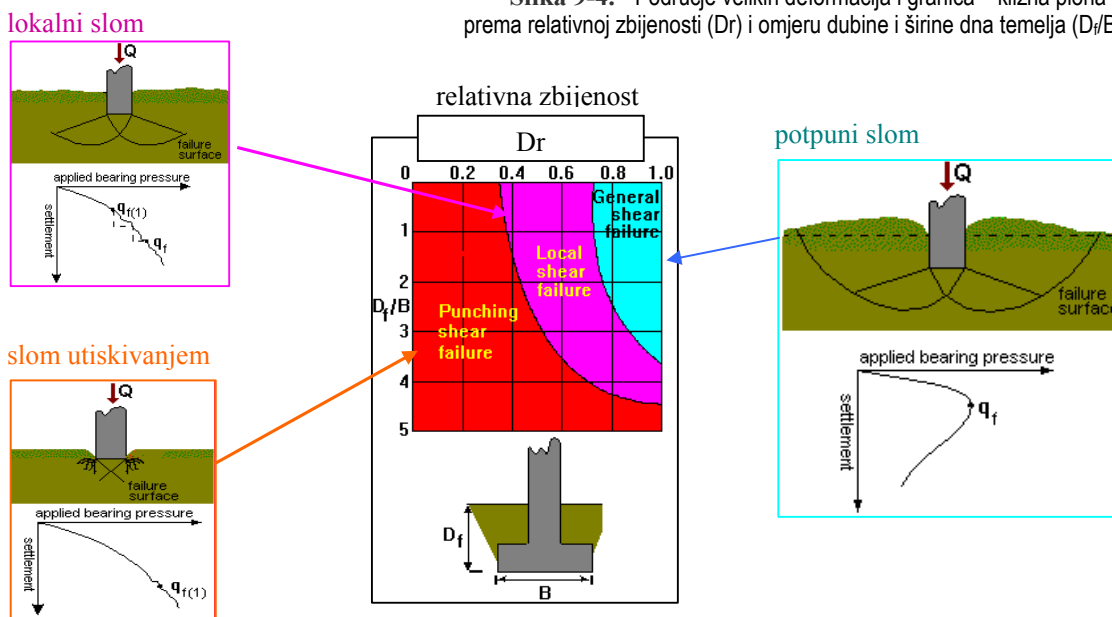 Slika 9-4. Područje velikih deformacija i granica – klizna ploha
prema relativnoj zbijenosti (Dr) i omjeru dubine i širine dna temelja (Df/B
lokalni slom
Q
failure
surface
applied bearing pressure
settlement
qf(1)
qf
slom utiskivanjem
Q
failure
surface
applied bearing pressure
settlement
qf(1)
relativna zbijenost
Dr
0 0.2 0.4 0.6 0.8 1.0
General
shear
failure
1
Local
shear
failure
2
Df/B
Punching
shear
failure
3
4
5
Df
B
potpuni slom
Q
failure
surface
applied bearing pressure
settlement
qf